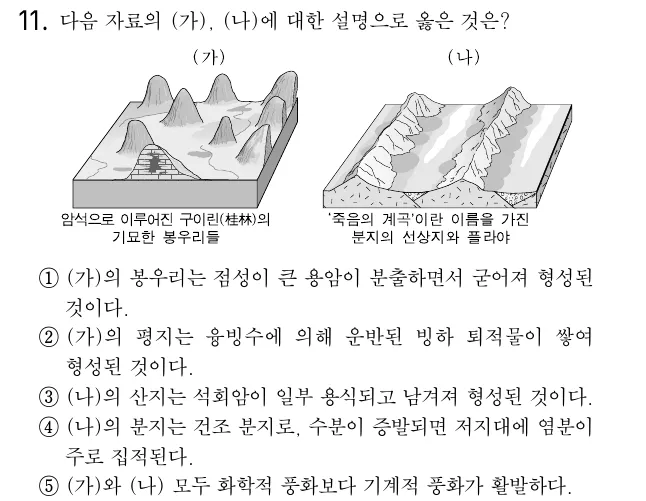 11. 다음 자료의 (가), (나)에 대한 설명으로 옳은 것은?
(가)
(나)
암석으로 이루어진 구이린(桂林)의
기묘한 봉우리들
'죽음의 계곡'이란 이름을 가진
분지의 선상지와 플라야
① (가)의 봉우리는 점성이 큰 용암이 분출하면서 굳어져 형성된
것이다.
② (가)의 평지는 융빙수에 의해 운반된 빙하 퇴적물이 쌓여
형성된 것이다.
③ (나)의 산지는 석회암이 일부 용식되고 남겨져 형성된 것이다.
④ (나)의 분지는 건조 분지로, 수분이 증발되면 저지대에 염분이
주로 집적된다.
⑤ (가)와 (나) 모두 화학적 풍화보다 기계적 풍화가 활발하다.